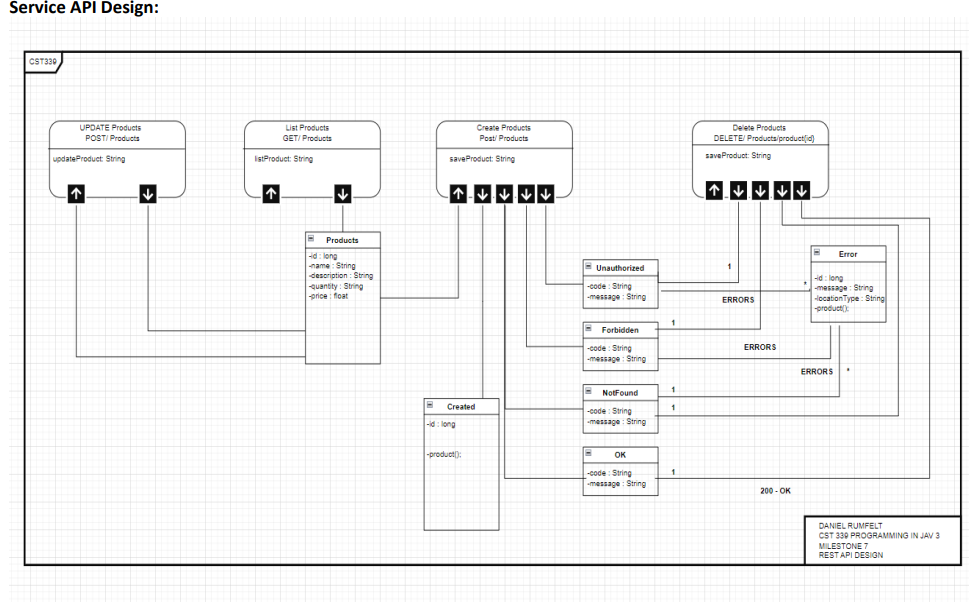 Service API Design:
CST339
UPDATE Products
POST/ Products
updateProduct: String
List Products
GET/ Products
listProduct: String
Create Products
Post/ Products
saveProduct: String
Delete Products
DELETE/ Products/product{id}
saveProduct: String
Products
-id : long
-name : String
-description : String
-quantity : String
-price : float
Unauthorized
-code : String
-message : String
1
ERRORS
*
Error
-id : long
-message : String
-locationType : String
-product();
Forbidden
-code : String
-message : String
1
ERRORS
ERRORS *
NotFound
-code : String
-message : String
1
1
Created
-id : long
-product();
OK
-code : String
-message : String
1
200 - OK
DANIEL RUMFELT
CST 339 PROGRAMMING IN JAV 3
MILESTONE 7
REST API DESIGN